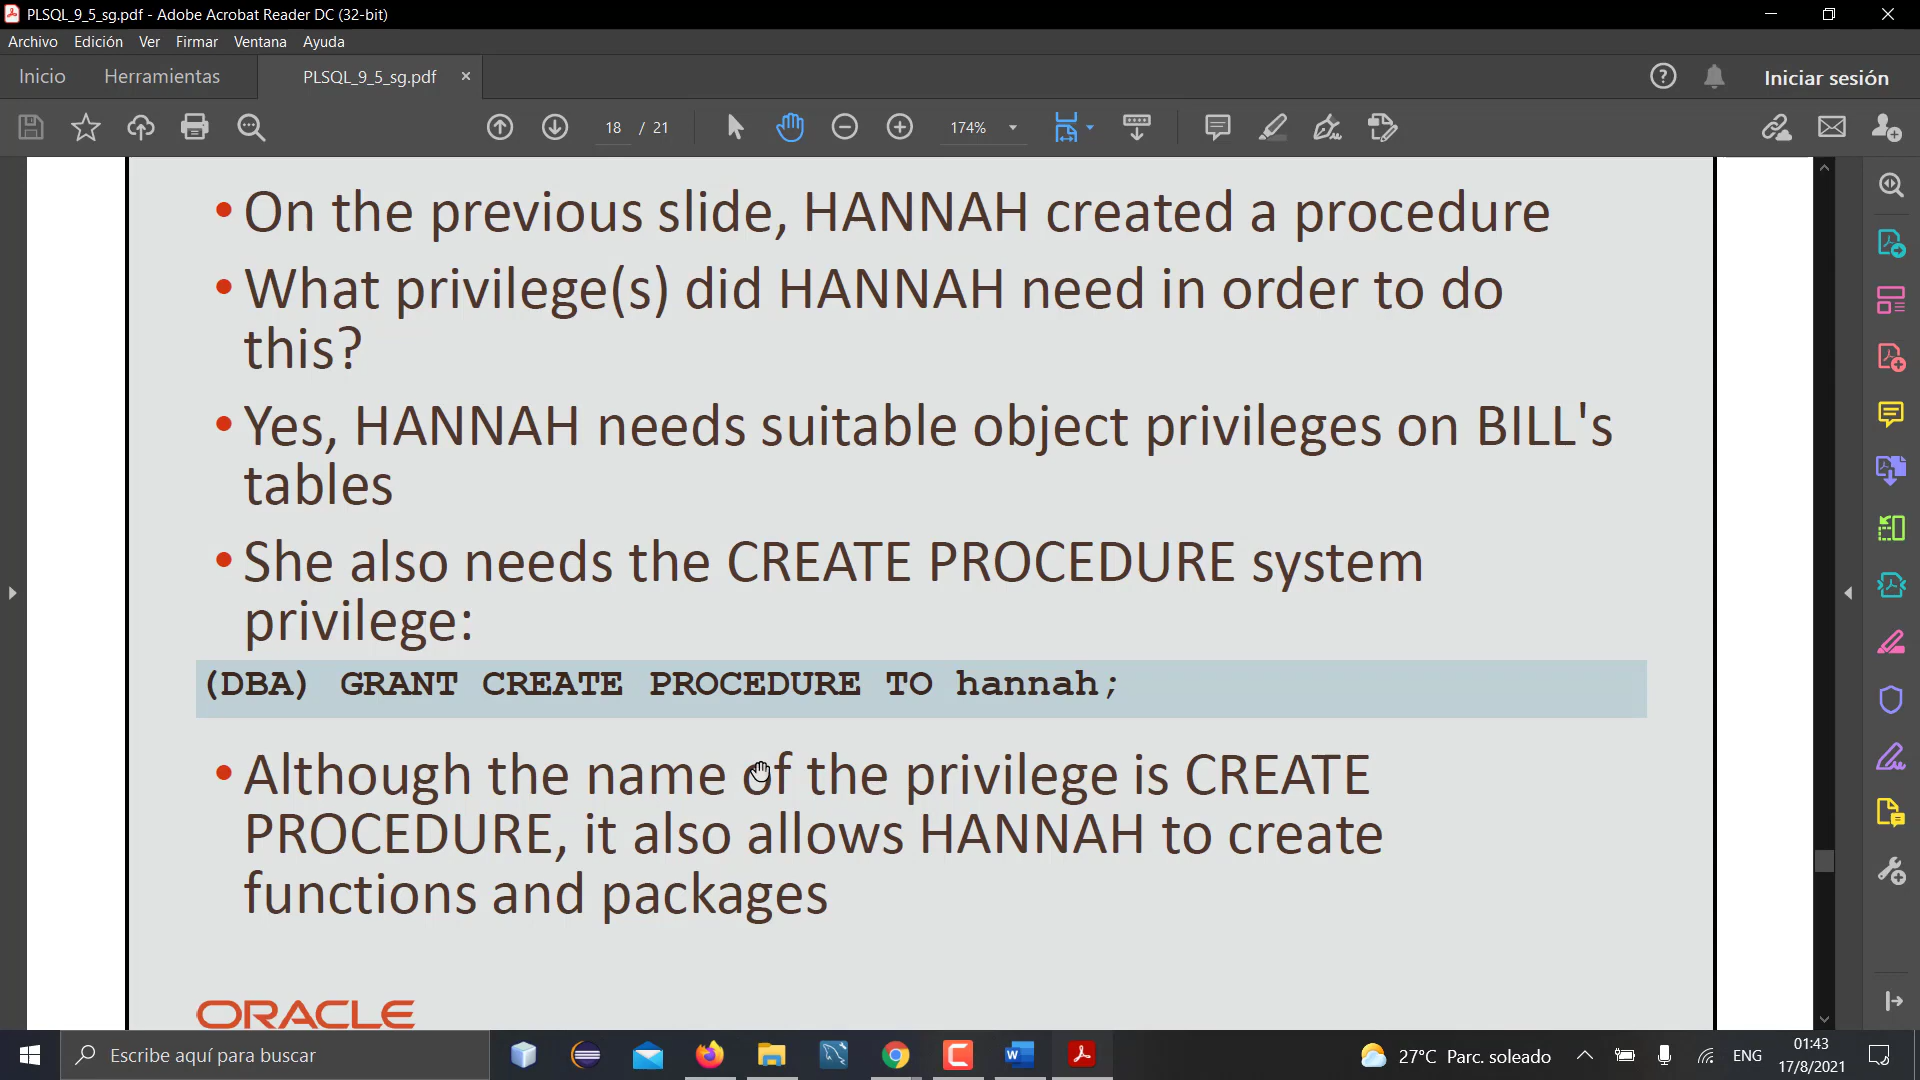 PLSQL_9_5_sg.pdf - Adobe Acrobat Reader DC (32-bit)
Archivo Edición Ver Firmar Ventana Ayuda
Inicio Herramientas PLSQL_9_5_sg.pdf × Iniciar sesión
18 / 21 174%
•On the previous slide, HANNAH created a procedure
•What privilege(s) did HANNAH need in order to do
this?
•Yes, HANNAH needs suitable object privileges on BILL's
tables
•She also needs the CREATE PROCEDURE system
privilege:
(DBA) GRANT CREATE PROCEDURE TO hannah;
•Although the name of the privilege is CREATE
PROCEDURE, it also allows HANNAH to create
functions and packages
ORACLE
Escribe aquí para buscar
27°C Parc. soleado
ENG
01:43
17/8/2021